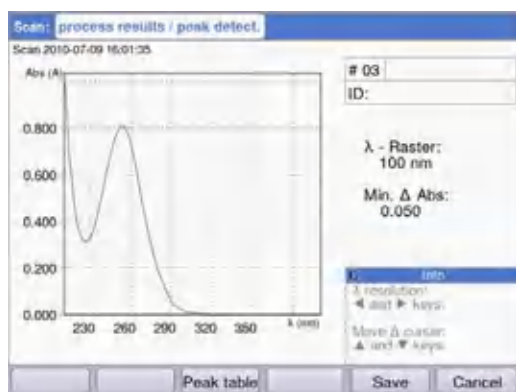 Scan: process results / peak detect.
Scan 2010-07-09 16:01:35
Abs (A)
0.800
0.600
0.400
0.200
0.000
230 260 290 320 350 λ (nm)
# 03
ID:
λ - Raster:
100 nm
Min. Δ Abs:
0.050
Info
λ resolution:
◄ and ► keys.
Move Δ cursor:
▲ and ▼ keys.
Peak table Save Cancel